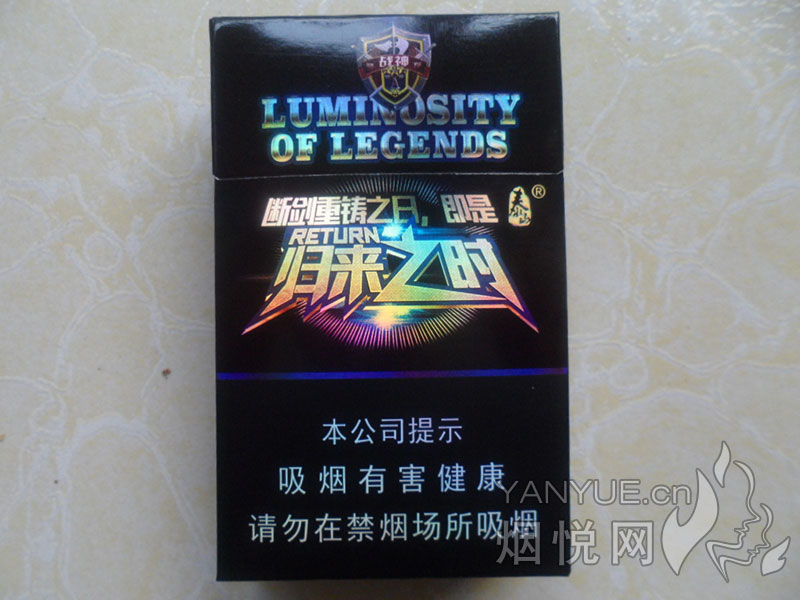 战神
LUMINOSITY
OF LEGENDS
断剑重铸之日，即是
®
RETURN
归来之时
本公司提示
吸烟有害健康
请勿在禁烟场所吸烟
YANYUE.cn
烟悦网